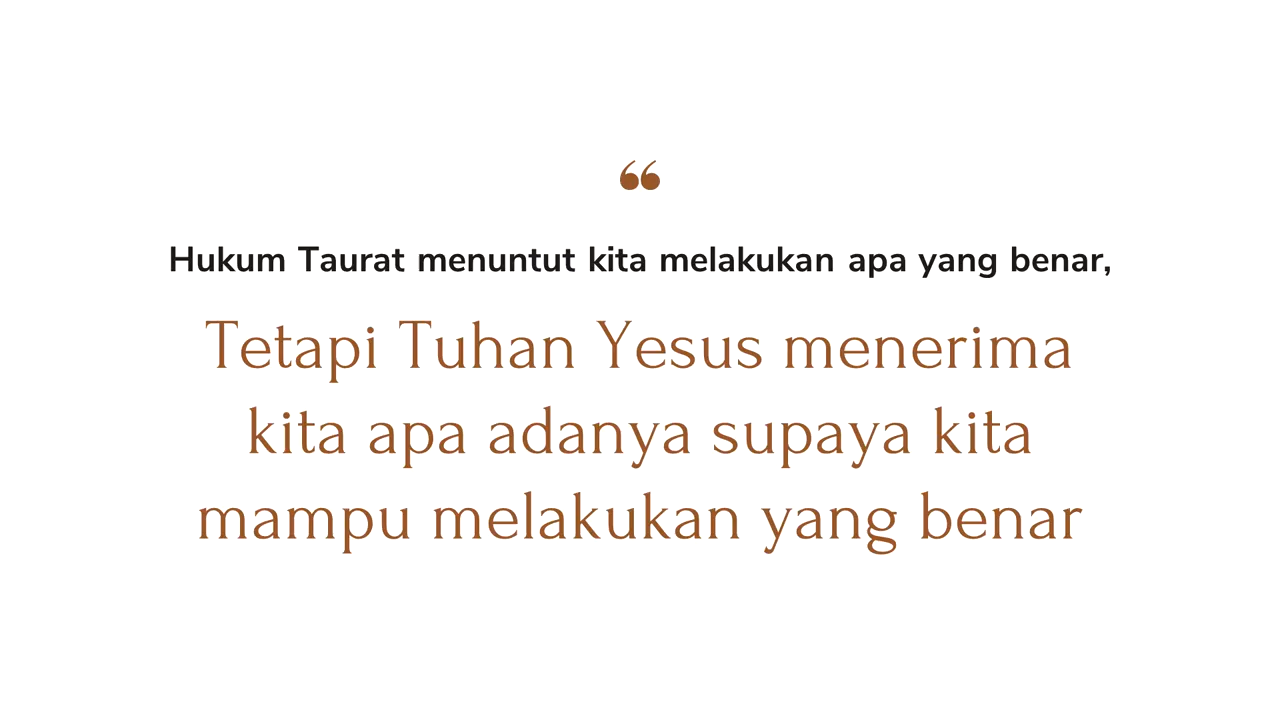 ❝
Hukum Taurat menuntut kita melakukan apa yang benar,
Tetapi Tuhan Yesus menerima
kita apa adanya supaya kita
mampu melakukan yang benar